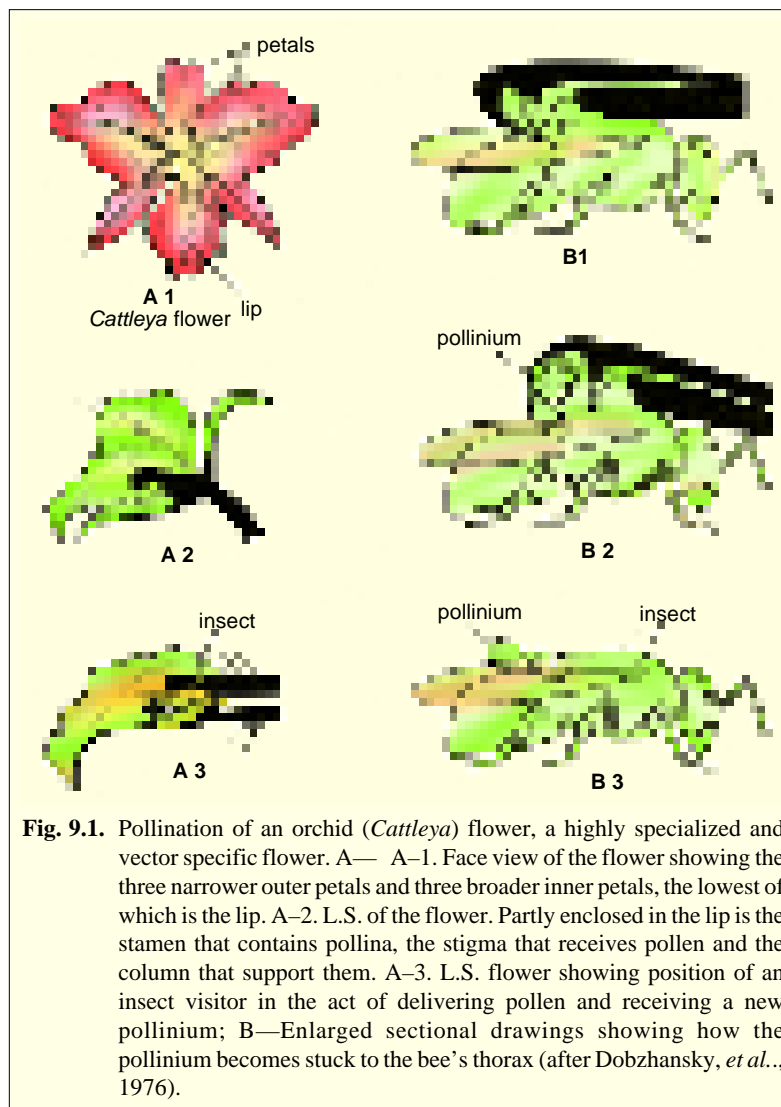 petals
A 1
Cattleya flower
lip
B1
pollinium
A 2
B 2
insect
A 3
pollinium
insect
B 3
Fig. 9.1. Pollination of an orchid (Cattleya) flower, a highly specialized and
vector specific flower. A— A–1. Face view of the flower showing the
three narrower outer petals and three broader inner petals, the lowest of
which is the lip. A–2. L.S. of the flower. Partly enclosed in the lip is the
stamen that contains pollina, the stigma that receives pollen and the
column that support them. A–3. L.S. flower showing position of an
insect visitor in the act of delivering pollen and receiving a new
pollinium; B—Enlarged sectional drawings showing how the
pollinium becomes stuck to the bee's thorax (after Dobzhansky, et al..,
1976).